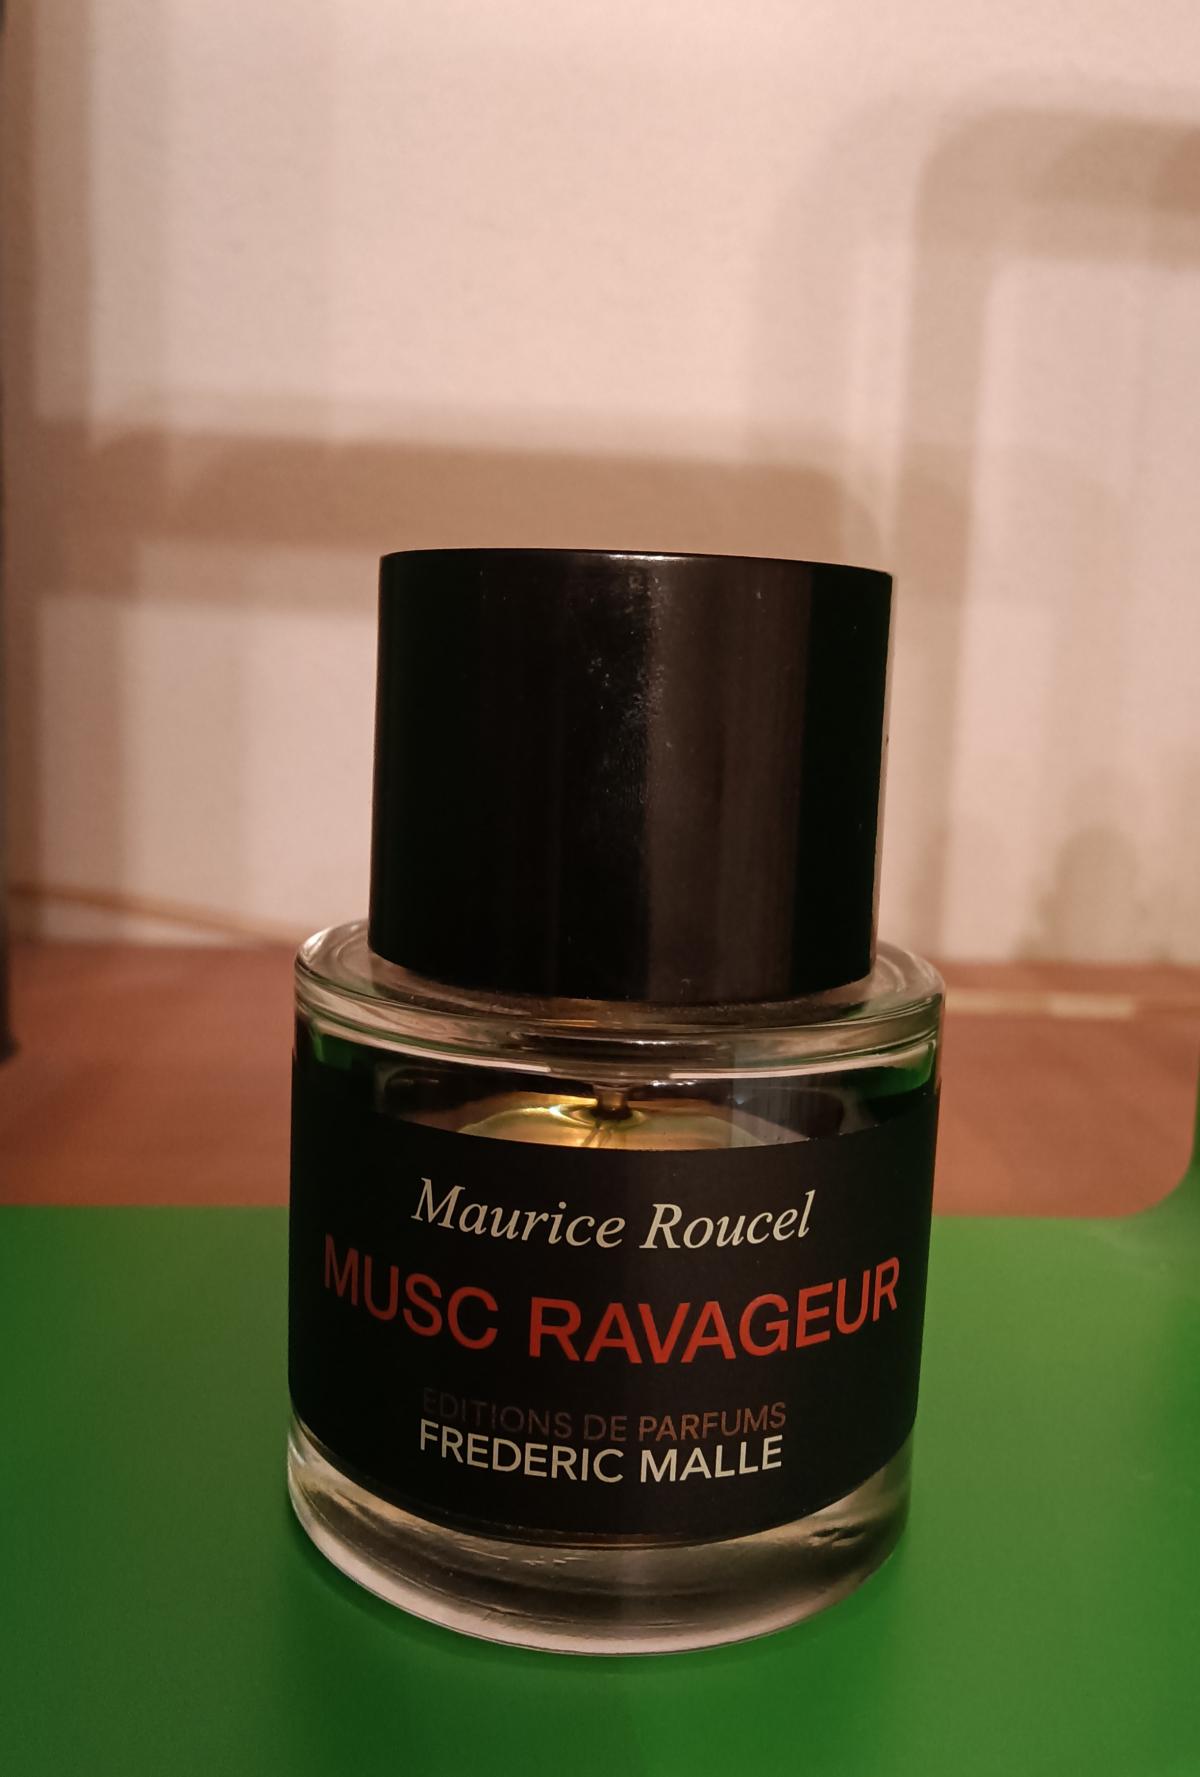 Maurice Roucel
MUSC RAVAGEUR
EDITIONS DE PARFUMS
FREDERIC MALLE